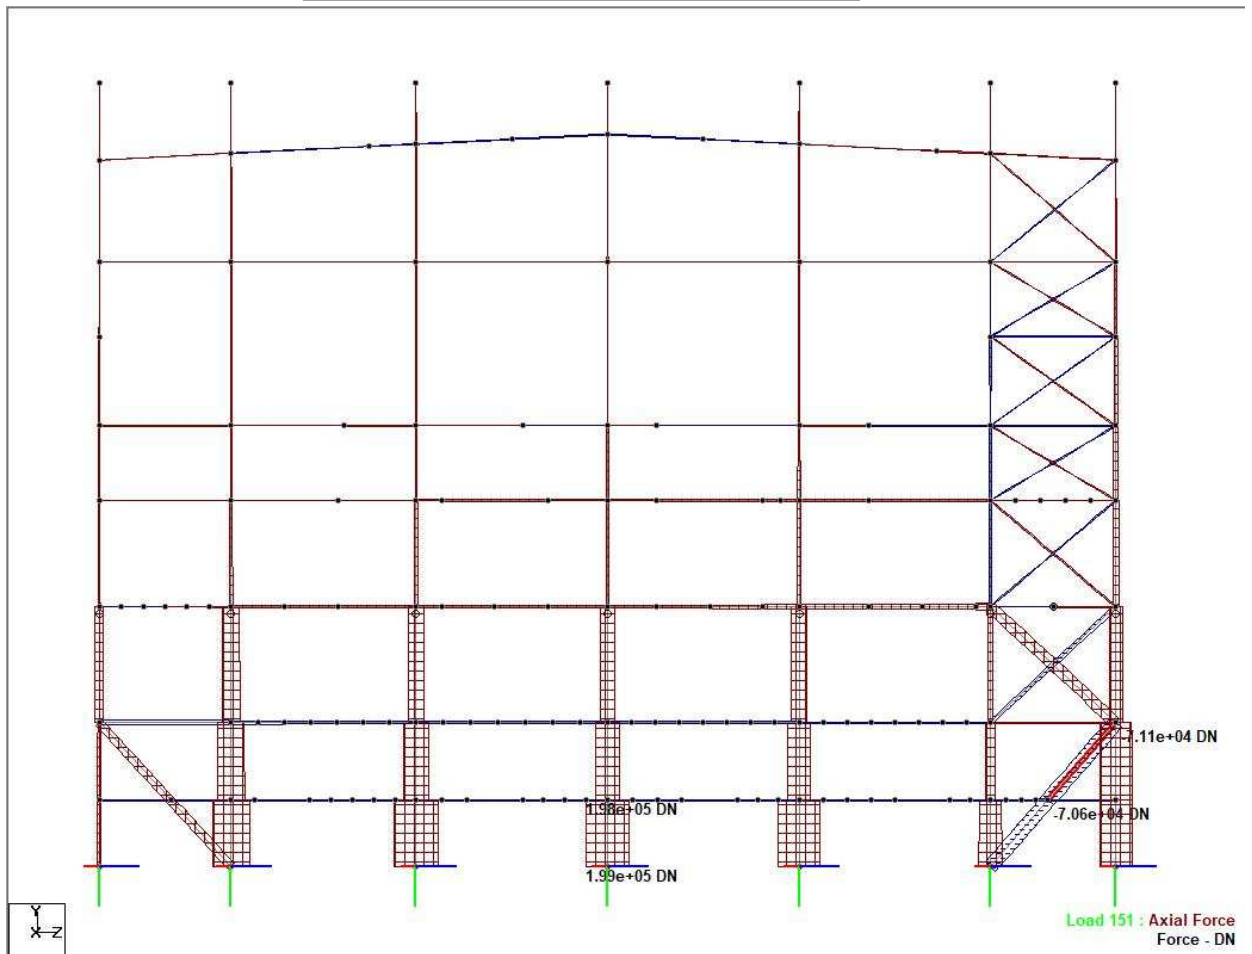 -7.11e+04 DN
1.98e+05 DN
-7.06e+04 DN
1.99e+05 DN
Y
X Z
Load 151 : Axial Force
Force - DN